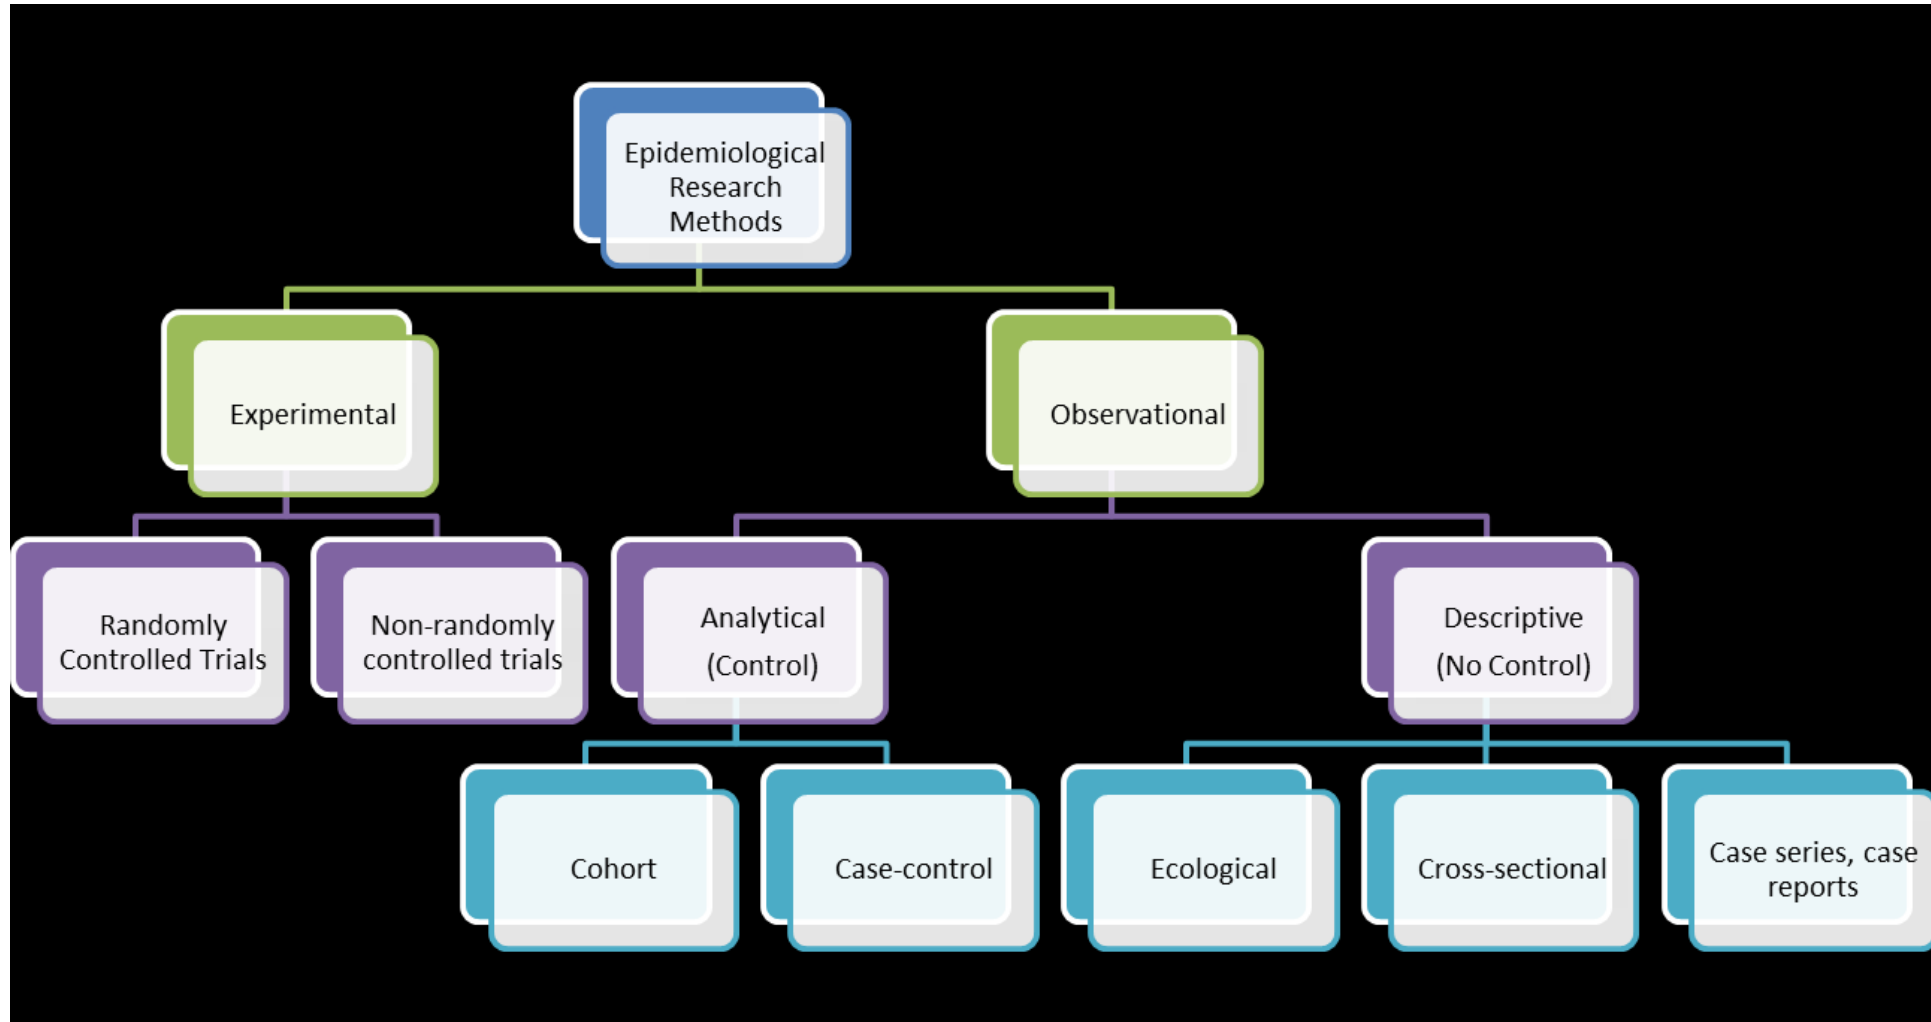 Epidemiological
Research
Methods
Experimental
Observational
Randomly
Controlled Trials
Non-randomly
controlled trials
Analytical
(Control)
Descriptive
(No Control)
Cohort
Case-control
Ecological
Cross-sectional
Case series, case
reports